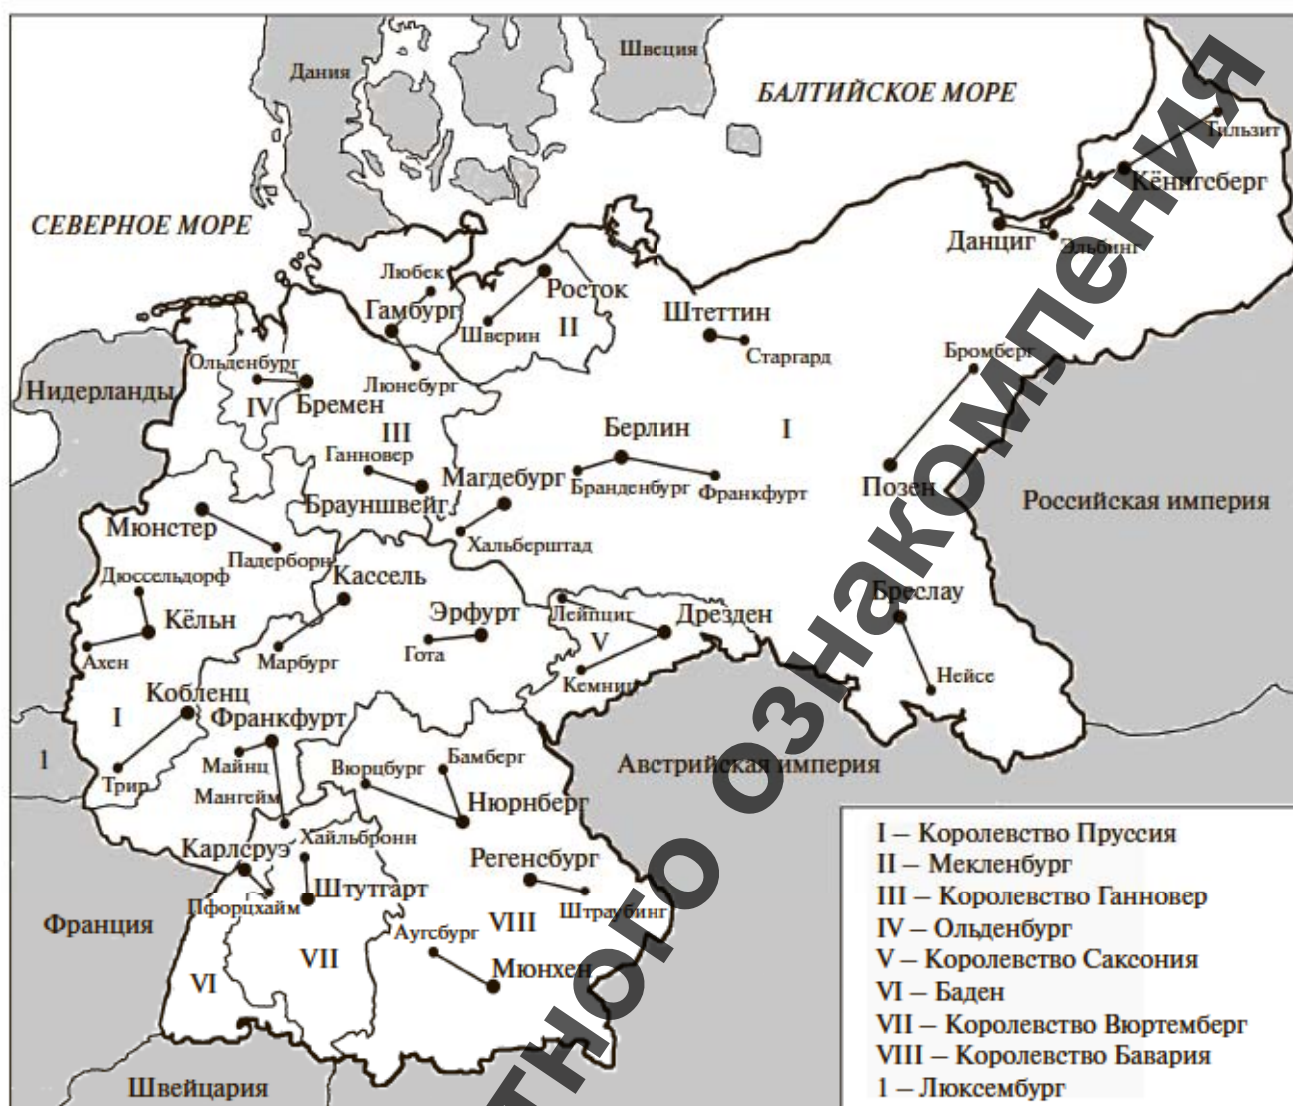 Швеция
Дания
БАЛТИЙСКОЕ МОРЕ
Тильзит
Кёнигсберг
СЕВЕРНОЕ МОРЕ
Данциг
Эльбинг
Любек
Росток
Гамбург
Штеттин
Шверин
II
Старгард
Бромберг
Ольденбург
Люнебург
Нидерланды
IV
Бремен
III
Берлин
I
Ганновер
Магдебург
Бранденбург
Франкфурт
Позен
Брауншвейг
Российская империя
Мюнстер
Хальберштад
Падерборн
Дюссельдорф
Кассель
Бреслау
Эрфурт
Лейпциг
Дрезден
Кёльн
V
Ахен
Марбург
Гота
Кемниц
Нейсе
Кобленц
I
Франкфурт
1
Майнц
Вюрцбург
Бамберг
Австрийская империя
Трир
Мангейм
Нюрнберг
Хайльбронн
Карлсруэ
Регенсбург
Штутгарт
Пфорцхайм
Штраубинг
Франция
VIII
Аугсбург
VII
Мюнхен
VI
Швейцария
I – Королевство Пруссия
II – Мекленбург
III – Королевство Ганновер
IV – Ольденбург
V – Королевство Саксония
VI – Баден
VII – Королевство Вюртемберг
VIII – Королевство Бавария
1 – Люксембург
тного ознакомления